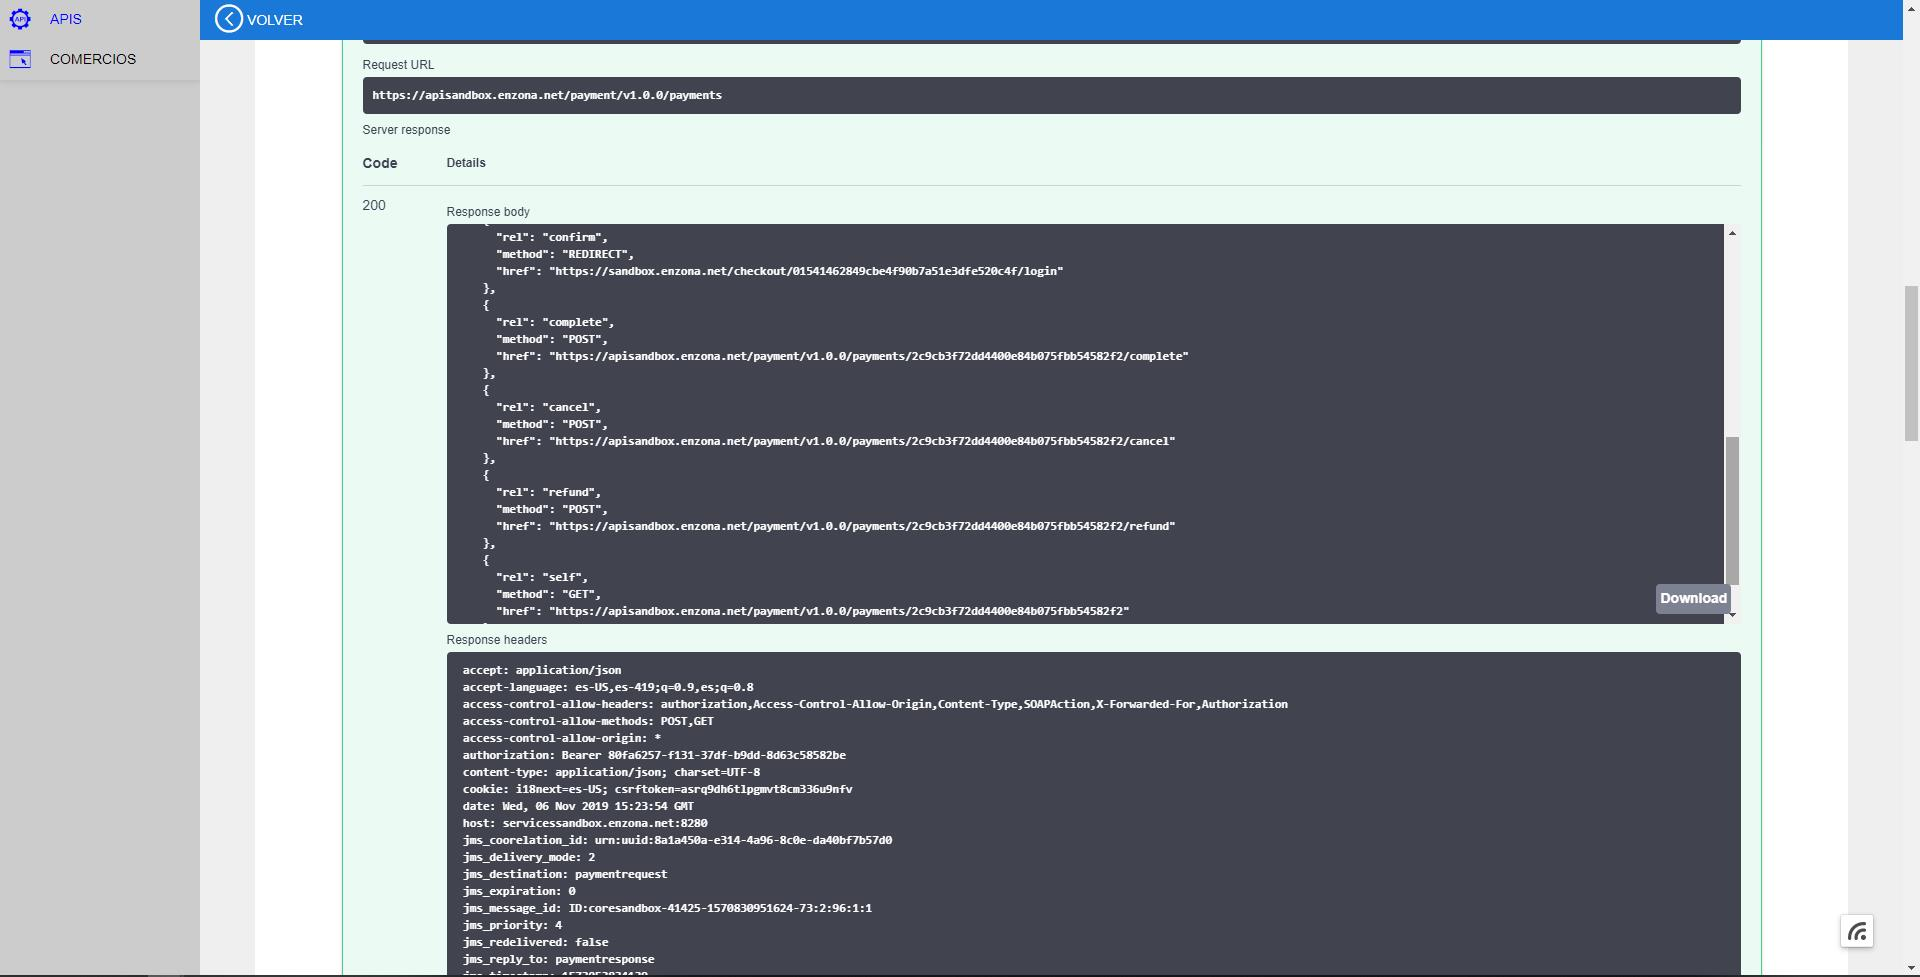 API
APIS
COMERCIOS
VOLVER
Request URL
https://apisandbox.enzona.net/payment/v1.0.0/payments
Server response
Code Details
200
Response body
"rel": "confirm",
"method": "REDIRECT",
"href": "https://sandbox.enzona.net/checkout/01541462849cbe4f90b7a51e3dfe520c4f/login"
},
{
"rel": "complete",
"method": "POST",
"href": "https://apisandbox.enzona.net/payment/v1.0.0/payments/2c9cb3f72dd4400e84b075fbb54582f2/complete"
},
{
"rel": "cancel",
"method": "POST",
"href": "https://apisandbox.enzona.net/payment/v1.0.0/payments/2c9cb3f72dd4400e84b075fbb54582f2/cancel"
},
{
"rel": "refund",
"method": "POST",
"href": "https://apisandbox.enzona.net/payment/v1.0.0/payments/2c9cb3f72dd4400e84b075fbb54582f2/refund"
},
{
"rel": "self",
"method": "GET",
"href": "https://apisandbox.enzona.net/payment/v1.0.0/payments/2c9cb3f72dd4400e84b075fbb54582f2"
Download
Response headers
accept: application/json
accept-language: es-US,es-419;q=0.9,es;q=0.8
access-control-allow-headers: authorization,Access-Control-Allow-Origin,Content-Type,SOAPAction,X-Forwarded-For,Authorization
access-control-allow-methods: POST,GET
access-control-allow-origin: *
authorization: Bearer 80fa6257-f131-37df-b9dd-8d63c58582be
content-type: application/json; charset=UTF-8
cookie: i18next=es-US; csrftoken=asrq9dh6tlpgmvt8cm336u9nfv
date: Wed, 06 Nov 2019 15:23:54 GMT
host: servicessandbox.enzona.net:8280
jms_coorelation_id: urn:uuid:8a1a450a-e314-4a96-8c0e-da40bf7b57d0
jms_delivery_mode: 2
jms_destination: paymentrequest
jms_expiration: 0
jms_message_id: ID:coresandbox-41425-1570830951624-73:2:96:1:1
jms_priority: 4
jms_redelivered: false
jms_reply_to: paymentresponse